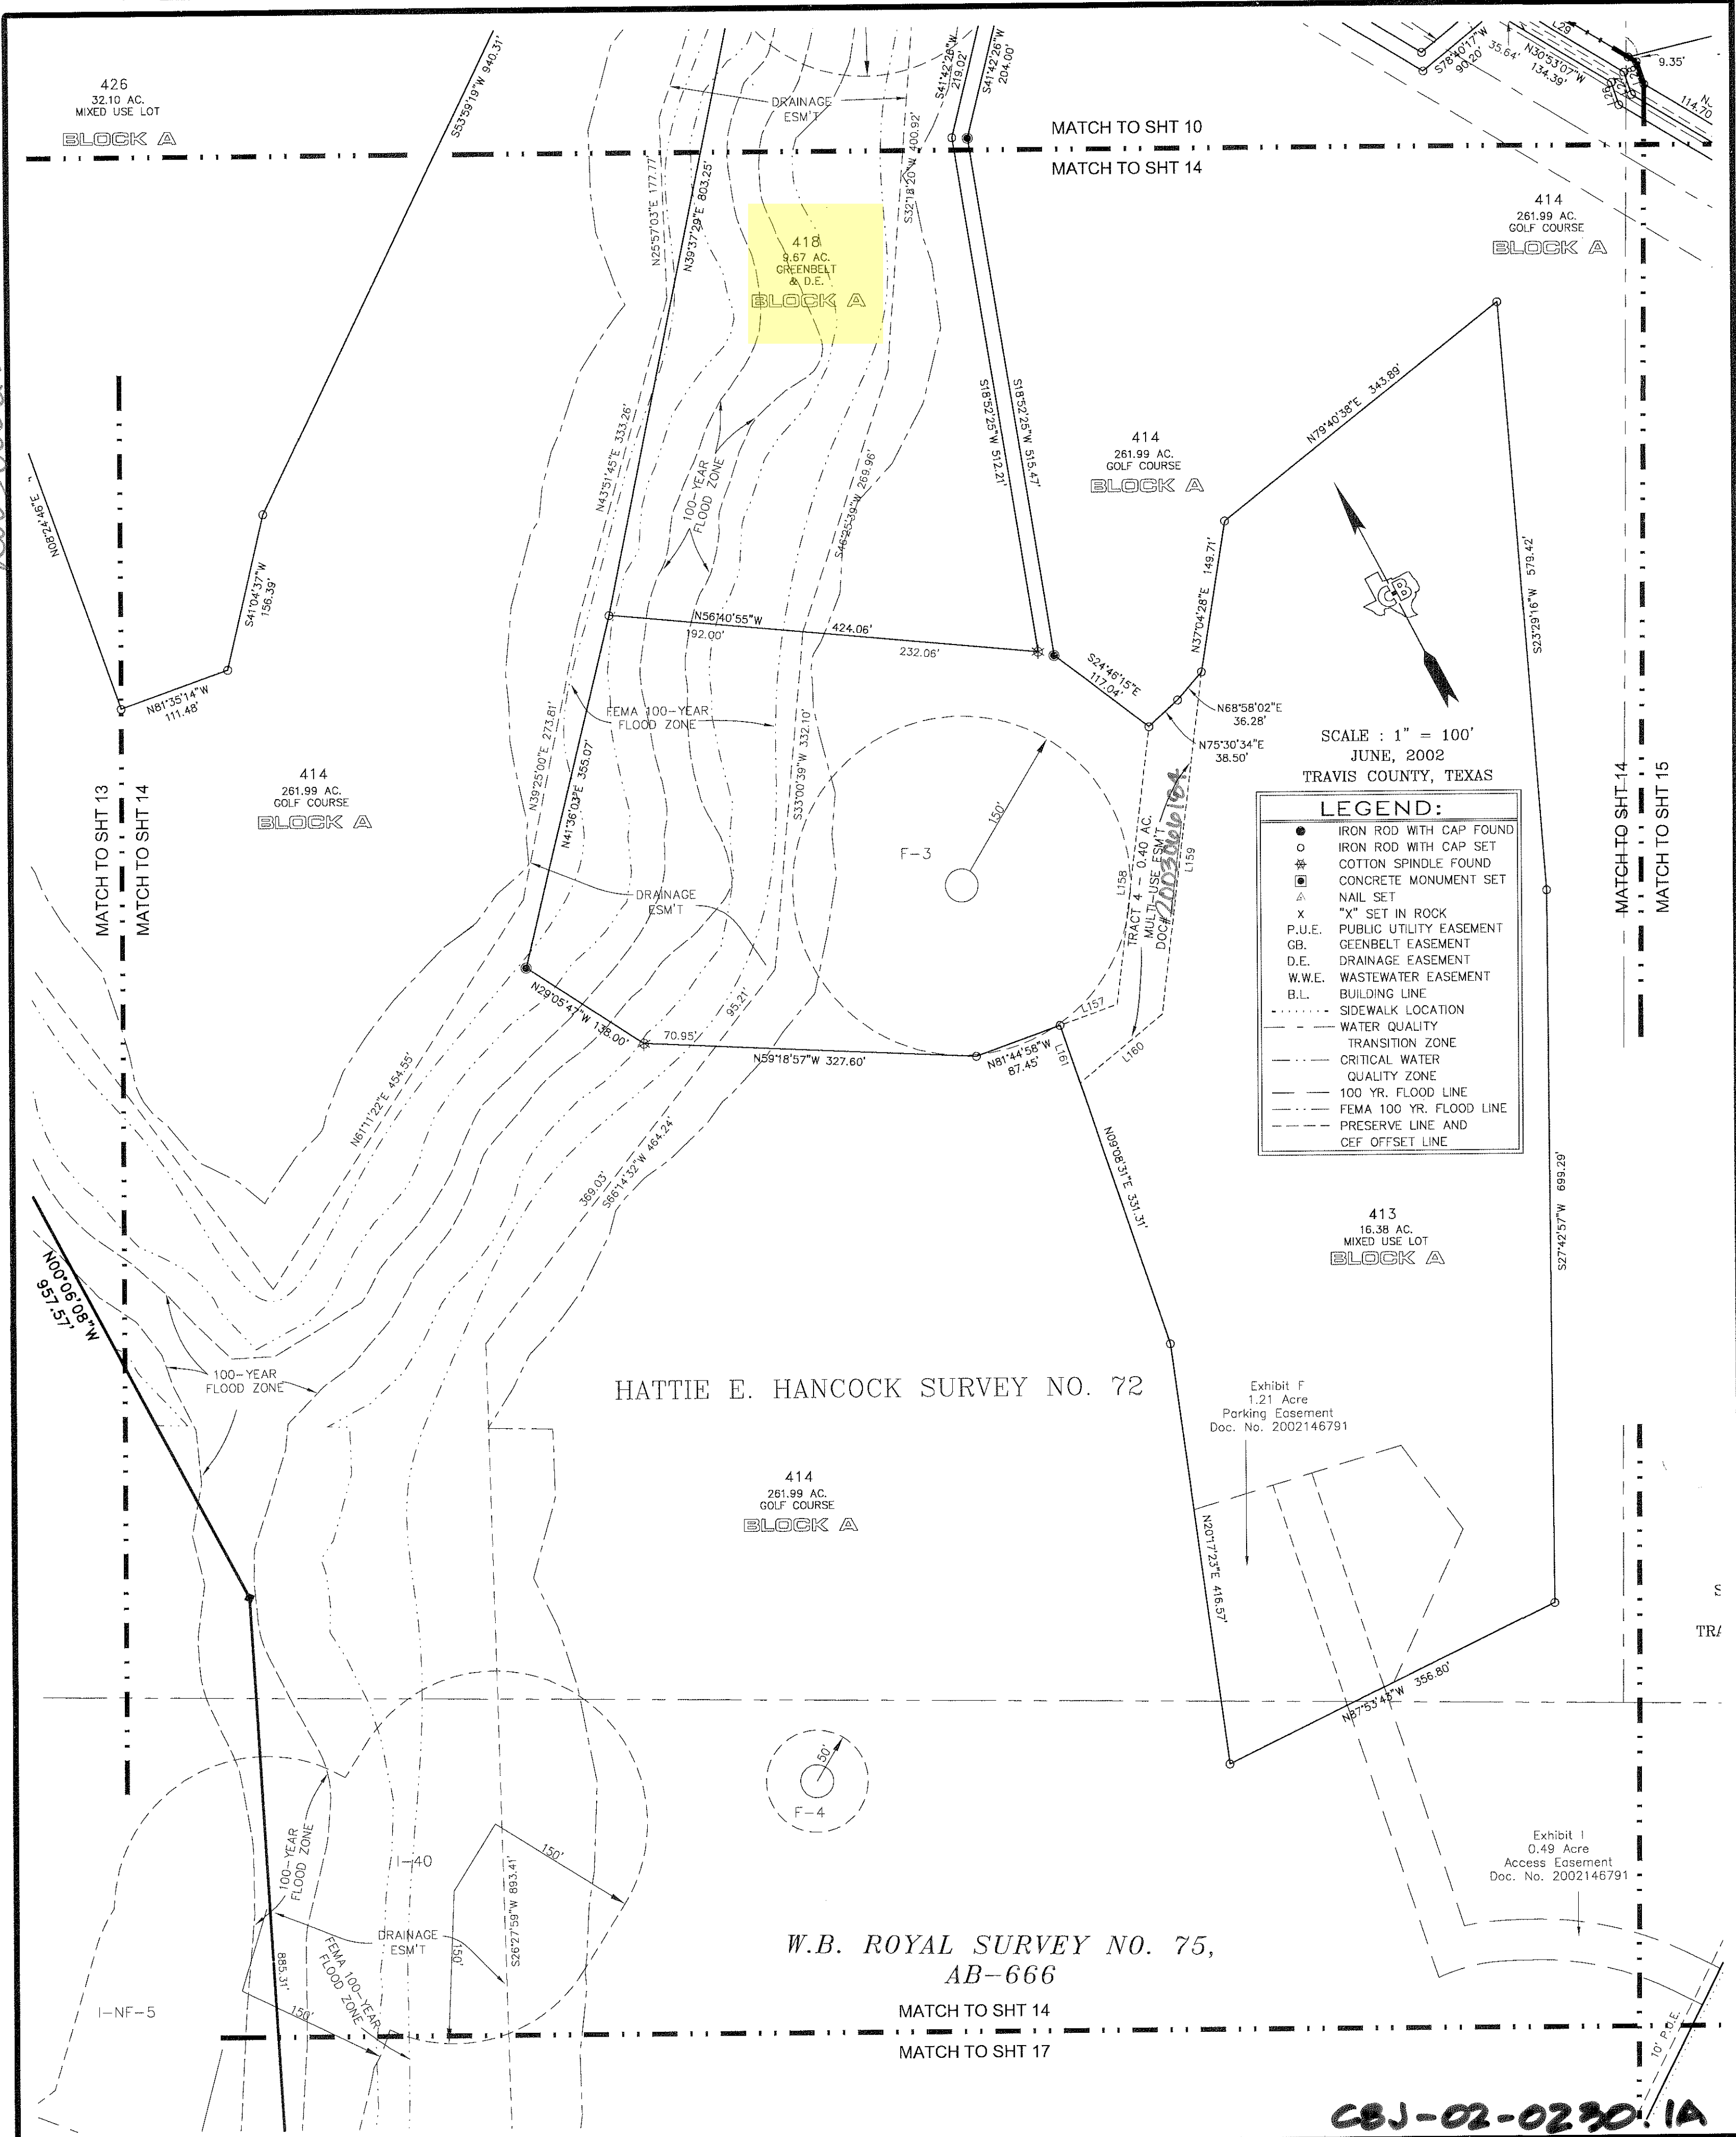 426
32.10 AC.
MIXED USE LOT
BLOCK A
S53°59'19"W 940.31'
DRAINAGE
ESM'T
S41°42'26"W
219.02'
S41°42'26"W
204.00'
S78°40'17"W
90.20'
35.64'
N30°53'07"W
134.39'
L29
9.35'
L26
114.70
MATCH TO SHT 10
MATCH TO SHT 14
N25°57'03"E 177.77'
N39°37'29"E 803.25'
S32°18'20"W 400.92'
418
9.67 AC.
GREENBELT
& D.E.
BLOCK A
414
261.99 AC.
GOLF COURSE
BLOCK A
N08°24'46"E
S41°04'37"W
156.39'
N81°35'14"W
111.48'
N43°51'45"E 333.26'
100-YEAR
FLOOD ZONE
S46°25'39"W 269.96'
S18°52'25"W 512.21'
S18°52'25"W 515.47'
414
261.99 AC.
GOLF COURSE
BLOCK A
N79°40'38"E 343.89'
N37°04'28"E 149.71'
S23°29'16"W 579.42'
N56°40'55"W
424.06'
192.00'
232.06'
S24°46'15"E
117.04'
N68°58'02"E
36.28'
N75°30'34"E
38.50'
CB
SCALE : 1" = 100'
JUNE, 2002
TRAVIS COUNTY, TEXAS
FEMA 100-YEAR
FLOOD ZONE
N39°25'00"E 273.81'
N41°36'03"E 355.07'
S33°00'39"W 332.10'
414
261.99 AC.
GOLF COURSE
BLOCK A
MATCH TO SHT 13
MATCH TO SHT 14
150'
F-3
DRAINAGE
ESM'T
L158
TRACT 4 - 0.40 AC.
MULTI-USE ESM'T
DOC#
L159
LEGEND:
IRON ROD WITH CAP FOUND
IRON ROD WITH CAP SET
COTTON SPINDLE FOUND
CONCRETE MONUMENT SET
NAIL SET
X "X" SET IN ROCK
P.U.E. PUBLIC UTILITY EASEMENT
GB. GEENBELT EASEMENT
D.E. DRAINAGE EASEMENT
W.W.E. WASTEWATER EASEMENT
B.L. BUILDING LINE
SIDEWALK LOCATION
WATER QUALITY
TRANSITION ZONE
CRITICAL WATER
QUALITY ZONE
100 YR. FLOOD LINE
FEMA 100 YR. FLOOD LINE
PRESERVE LINE AND
CEF OFFSET LINE
MATCH TO SHT 14
MATCH TO SHT 15
N29°05'47"W 138.00'
70.95'
95.21'
N59°18'57"W 327.60'
N81°44'58"W
87.45'
L157
L160
L161
N61°11'22"E 454.55'
369.03'
S66°14'32"W 464.24'
N09°08'31"E 331.31'
413
16.38 AC.
MIXED USE LOT
BLOCK A
S27°42'57"W 699.29'
N00°06'08"W
957.57'
100-YEAR
FLOOD ZONE
HATTIE E. HANCOCK SURVEY NO. 72
Exhibit F
1.21 Acre
Parking Easement
Doc. No. 2002146791
414
261.99 AC.
GOLF COURSE
BLOCK A
N20°17'23"E 416.57'
N87°53'43"W 356.80'
50'
F-4
100-YEAR
FLOOD ZONE
I-40
150'
S26°27'59"W 893.41'
DRAINAGE
ESM'T
150'
885.31'
FEMA 100-YEAR
FLOOD ZONE
150'
I-NF-5
Exhibit I
0.49 Acre
Access Easement
Doc. No. 2002146791
W.B. ROYAL SURVEY NO. 75,
AB-666
MATCH TO SHT 14
MATCH TO SHT 17
10' P.U.E.
C8J-02-0230.1A